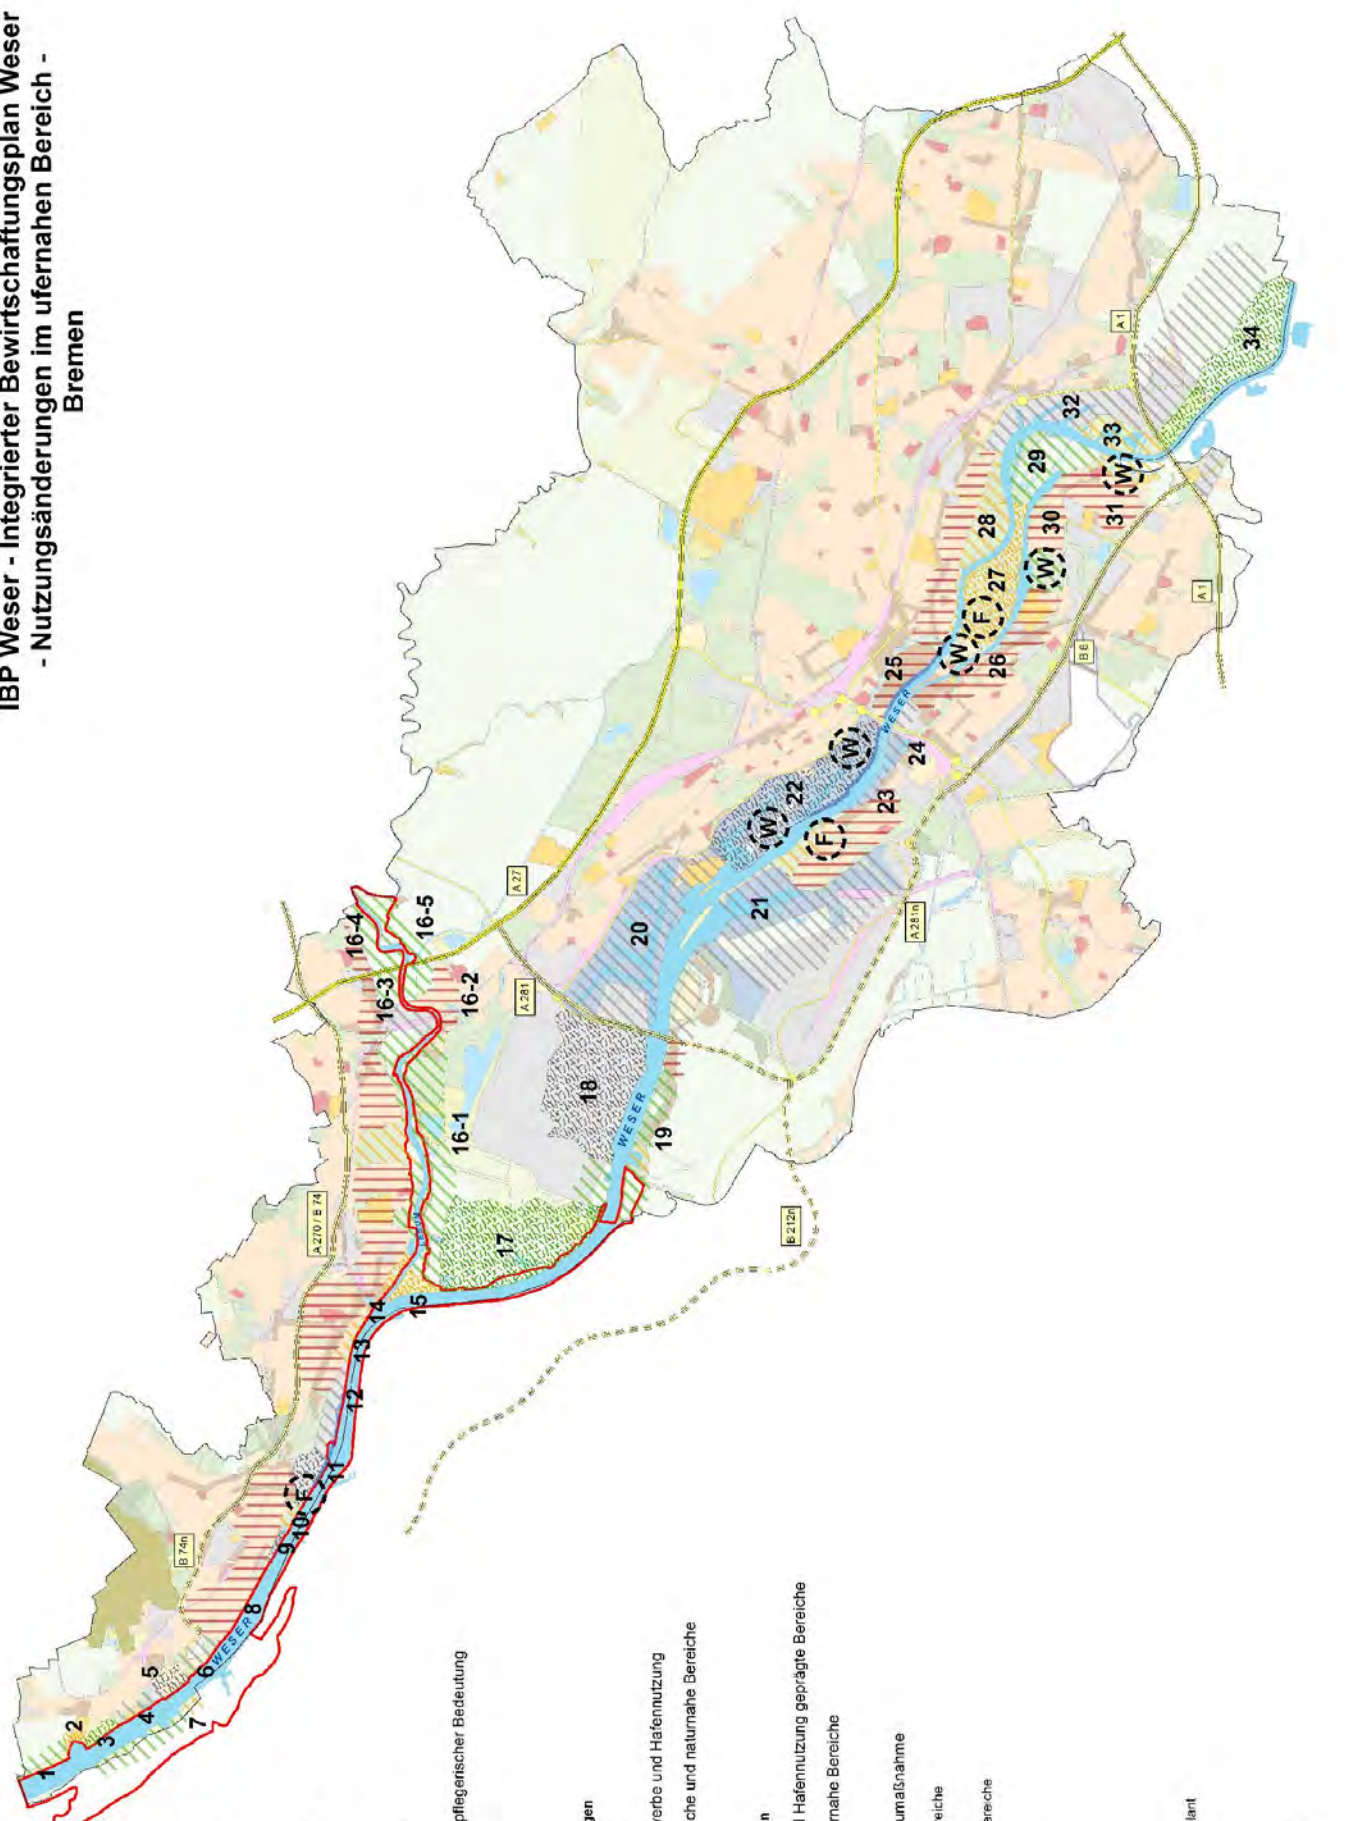 IBP Weser - Integrierter Bewirtschaftungsplan Weser
- Nutzungsänderungen im ufernahen Bereich -
Bremen
1
2
3
4
5
6
7
8
WESER
B 74n
9
10
F
11
12
13
14
15
A 270 / B 74
LESUM
16-1
16-2
16-3
16-4
16-5
17
18
WESER
19
A 27
A 281
20
21
22
W
W
F
23
24
A 281n
B 212n
25
WESER
26
W
F
27
28
29
30
W
31
W
32
33
34
A 1
A 1
B 6
pflegerischer Bedeutung
gen
verbe und Hafennutzung
che und naturnahe Bereiche
n
l Hafennutzung geprägte Bereiche
rnahe Bereiche
umaßnahme
eiche
ereiche
lant